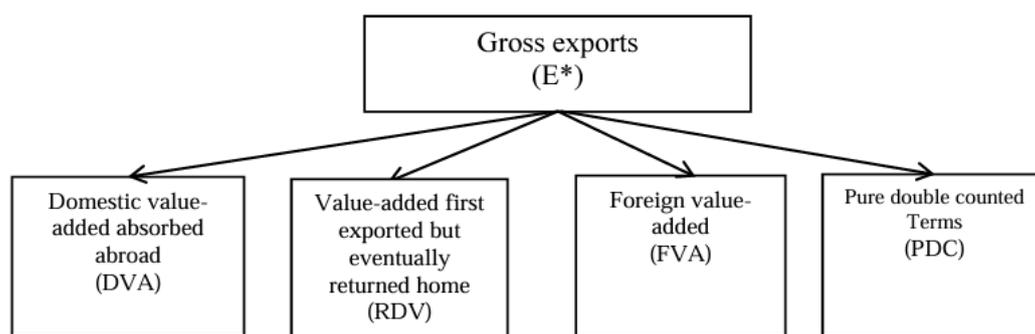 Gross exports
(E*)
Domestic value-
added absorbed
abroad
(DVA)
Value-added first
exported but
eventually
returned home
(RDV)
Foreign value-
added
(FVA)
Pure double counted
Terms
(PDC)